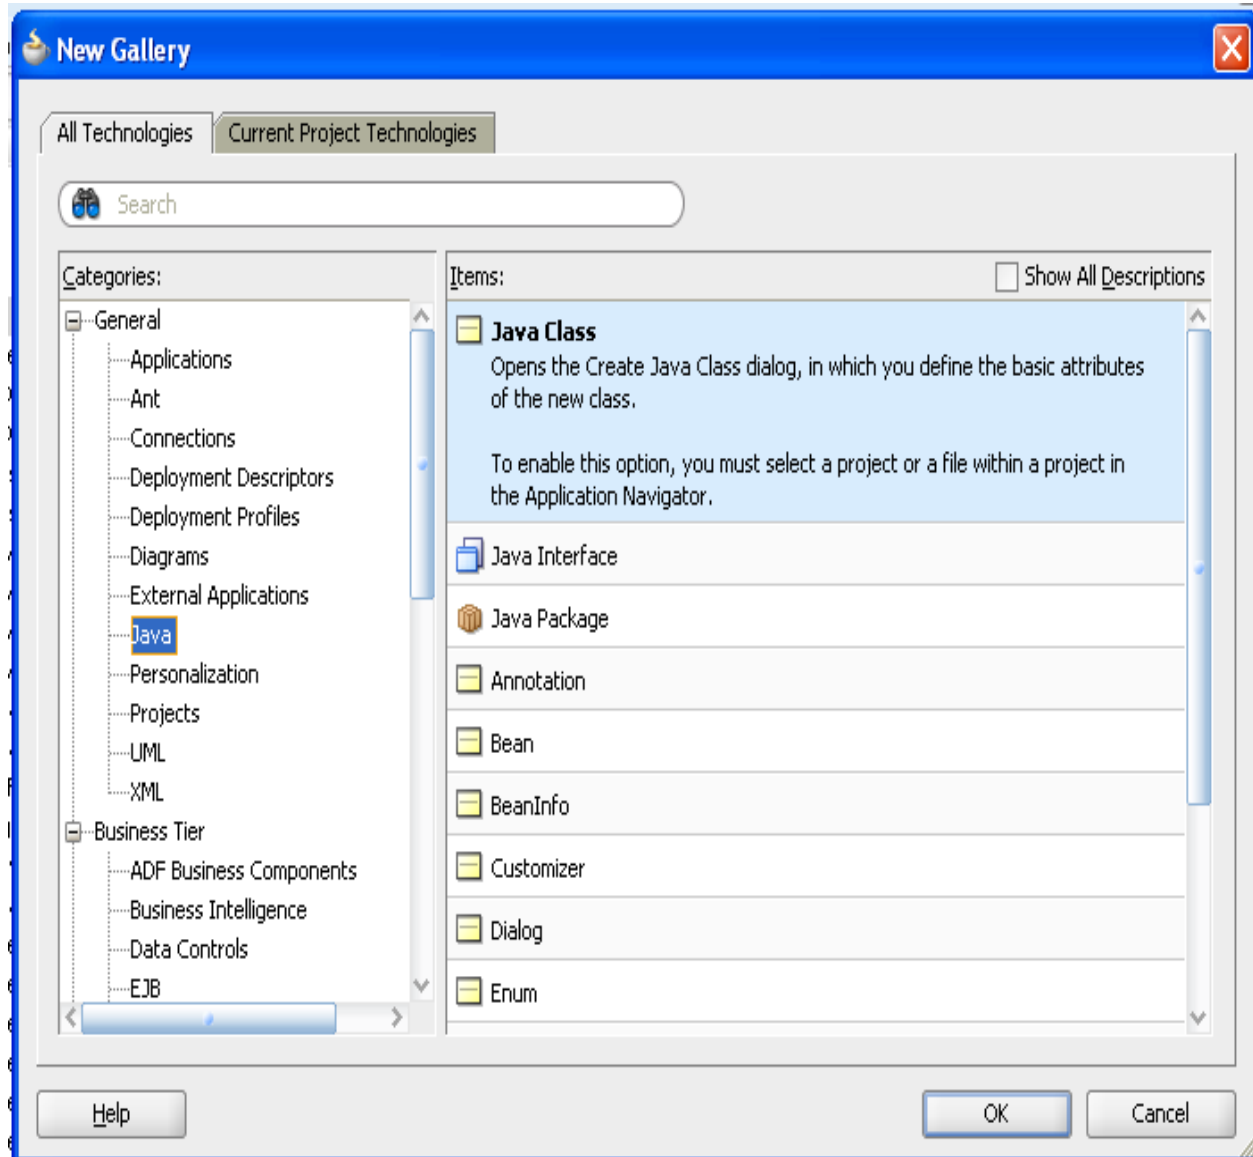 New Gallery
All Technologies
Current Project Technologies
Search
Categories:
General
Applications
Ant
Connections
Deployment Descriptors
Deployment Profiles
Diagrams
External Applications
Java
Personalization
Projects
UML
XML
Business Tier
ADF Business Components
Business Intelligence
Data Controls
EJB
Items:
Show All Descriptions
Java Class
Opens the Create Java Class dialog, in which you define the basic attributes
of the new class.
To enable this option, you must select a project or a file within a project in
the Application Navigator.
Java Interface
Java Package
Annotation
Bean
BeanInfo
Customizer
Dialog
Enum
Help
OK
Cancel